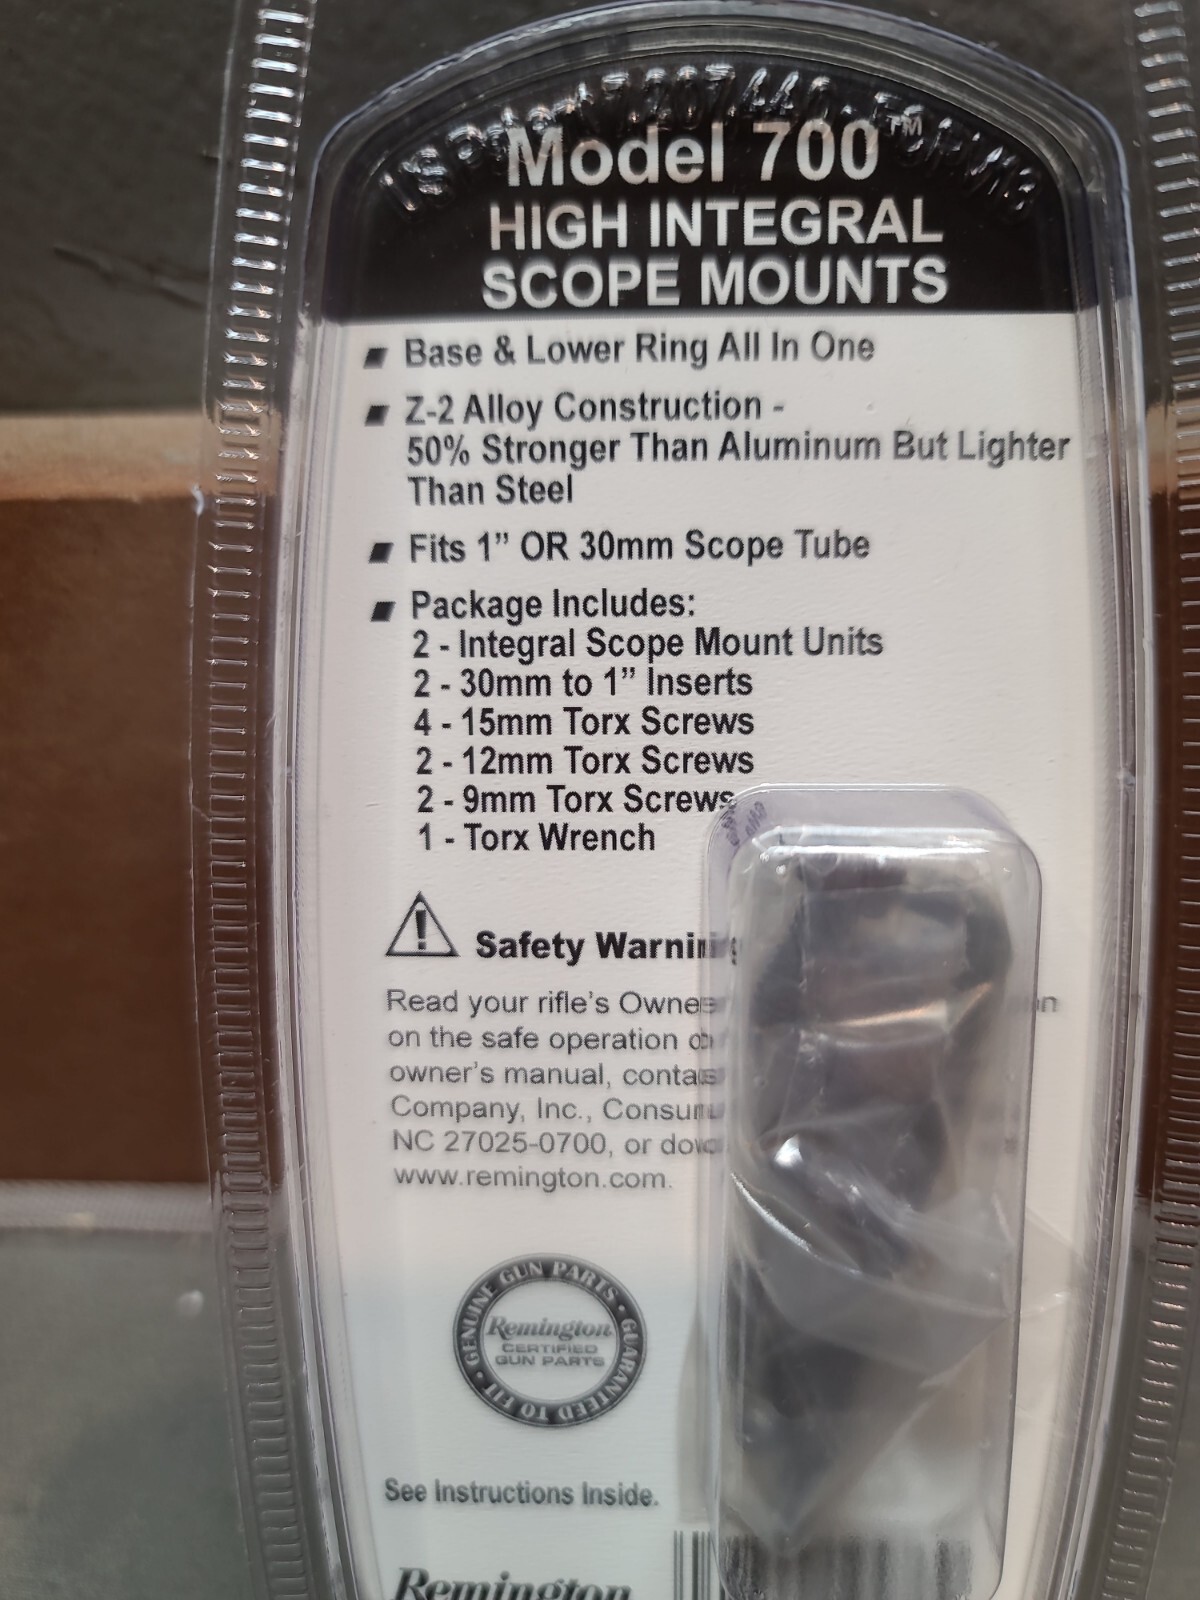 Model 700™
HIGH INTEGRAL
SCOPE MOUNTS
Base & Lower Ring All In One
Z-2 Alloy Construction -
50% Stronger Than Aluminum But Lighter
Than Steel
Fits 1” OR 30mm Scope Tube
Package Includes:
2 - Integral Scope Mount Units
2 - 30mm to 1” Inserts
4 - 15mm Torx Screws
2 - 12mm Torx Screws
2 - 9mm Torx Screws
1 - Torx Wrench
Safety Warning
Read your rifle’s
on the safe operation
owner’s manual,
Company, Inc.,
NC 27025-0700, or
www.remington.com.
GENUINE GUN PARTS • GUARANTEED TO FIT •
Remington
CERTIFIED
GUN PARTS
See Instructions Inside.
Remington